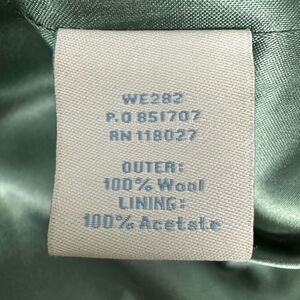 WE282
P.O 851707
RN 118027
OUTER:
100% Wool
LINING:
100% Acetate